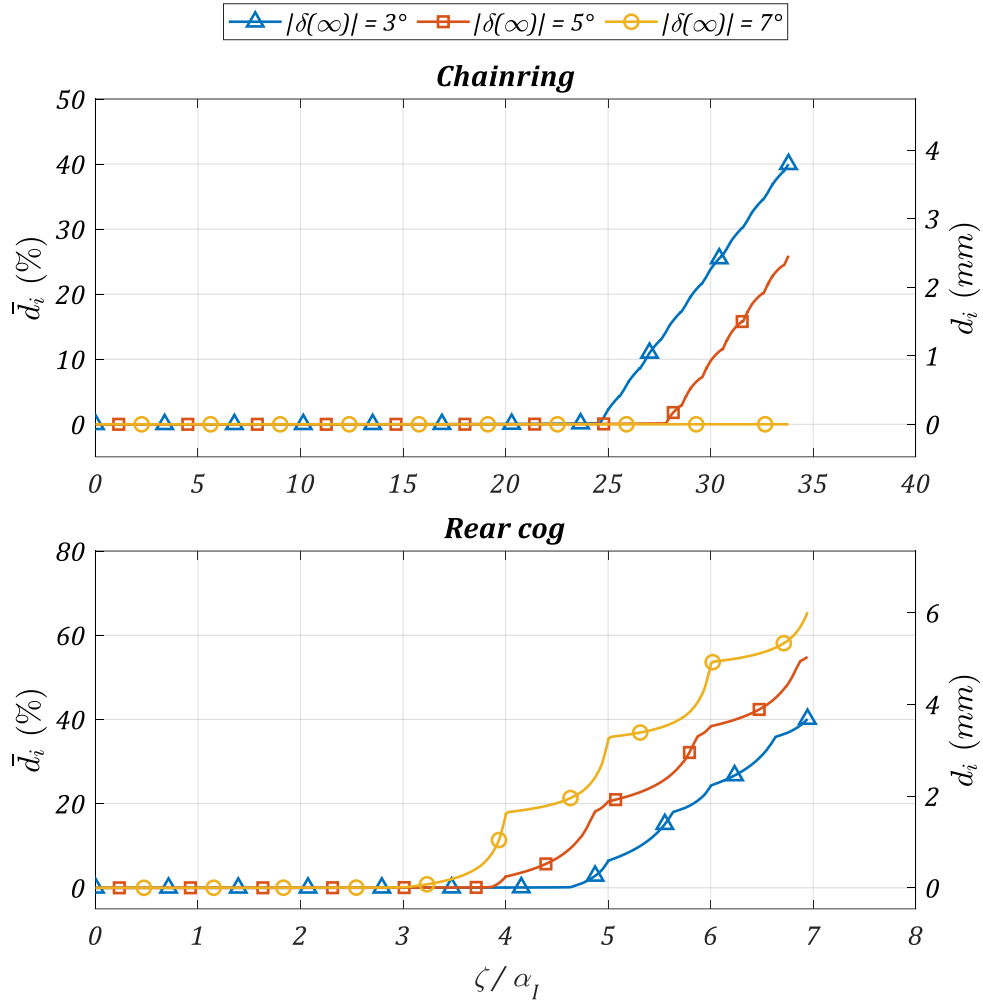 |δ(∞)| = 3° |δ(∞)| = 5° |δ(∞)| = 7°
Chainring
50
40
30
20
10
0
d̄ᵢ (%)
4
3
2
1
0
dᵢ (mm)
0 5 10 15 20 25 30 35 40
Rear cog
80
60
40
20
0
d̄ᵢ (%)
6
4
2
0
dᵢ (mm)
0 1 2 3 4 5 6 7 8
ζ / α_I